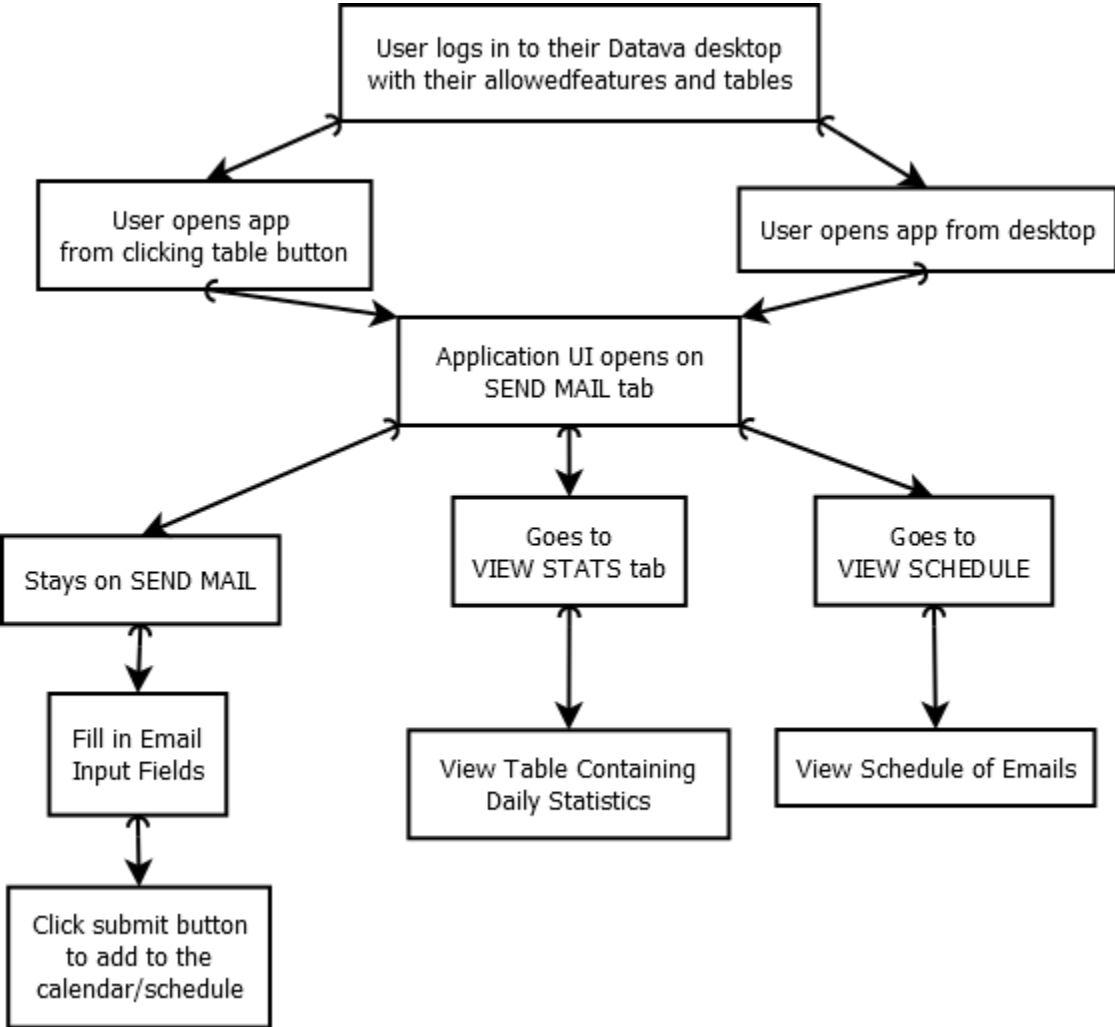 User logs in to their Datava desktop
with their allowedfeatures and tables
User opens app
from clicking table button
User opens app from desktop
Application UI opens on
SEND MAIL tab
Stays on SEND MAIL
Goes to
VIEW STATS tab
Goes to
VIEW SCHEDULE
Fill in Email
Input Fields
View Table Containing
Daily Statistics
View Schedule of Emails
Click submit button
to add to the
calendar/schedule